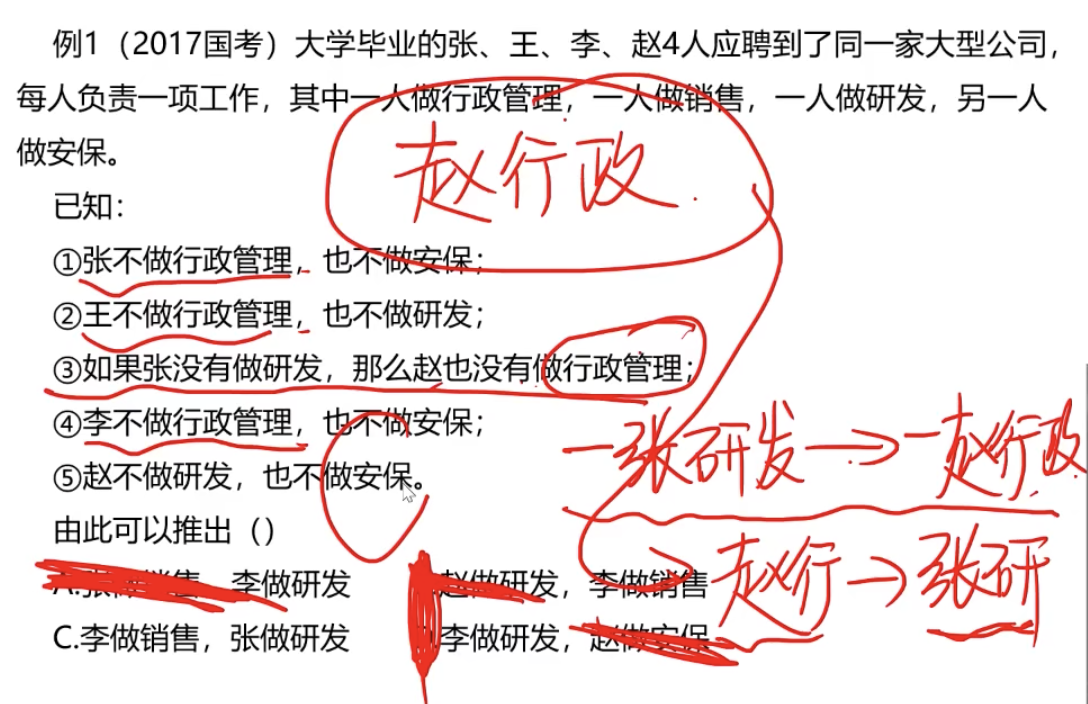 例1（2017国考）大学毕业的张、王、李、赵4人应聘到了同一家大型公司，
每人负责一项工作，其中一人做行政管理，一人做销售，一人做研发，另一人
做安保。
赵行政
已知：
①张不做行政管理，也不做安保；
②王不做行政管理，也不做研发；
③如果张没有做研发，那么赵也没有做行政管理；
④李不做行政管理，也不做安保；
⑤赵不做研发，也不做安保。
一张研发→一赵行政
由此可以推出（）
赵行→张研
李做研发
赵做研发，李做销售
C.李做销售，张做研发
李做研发，赵做安保